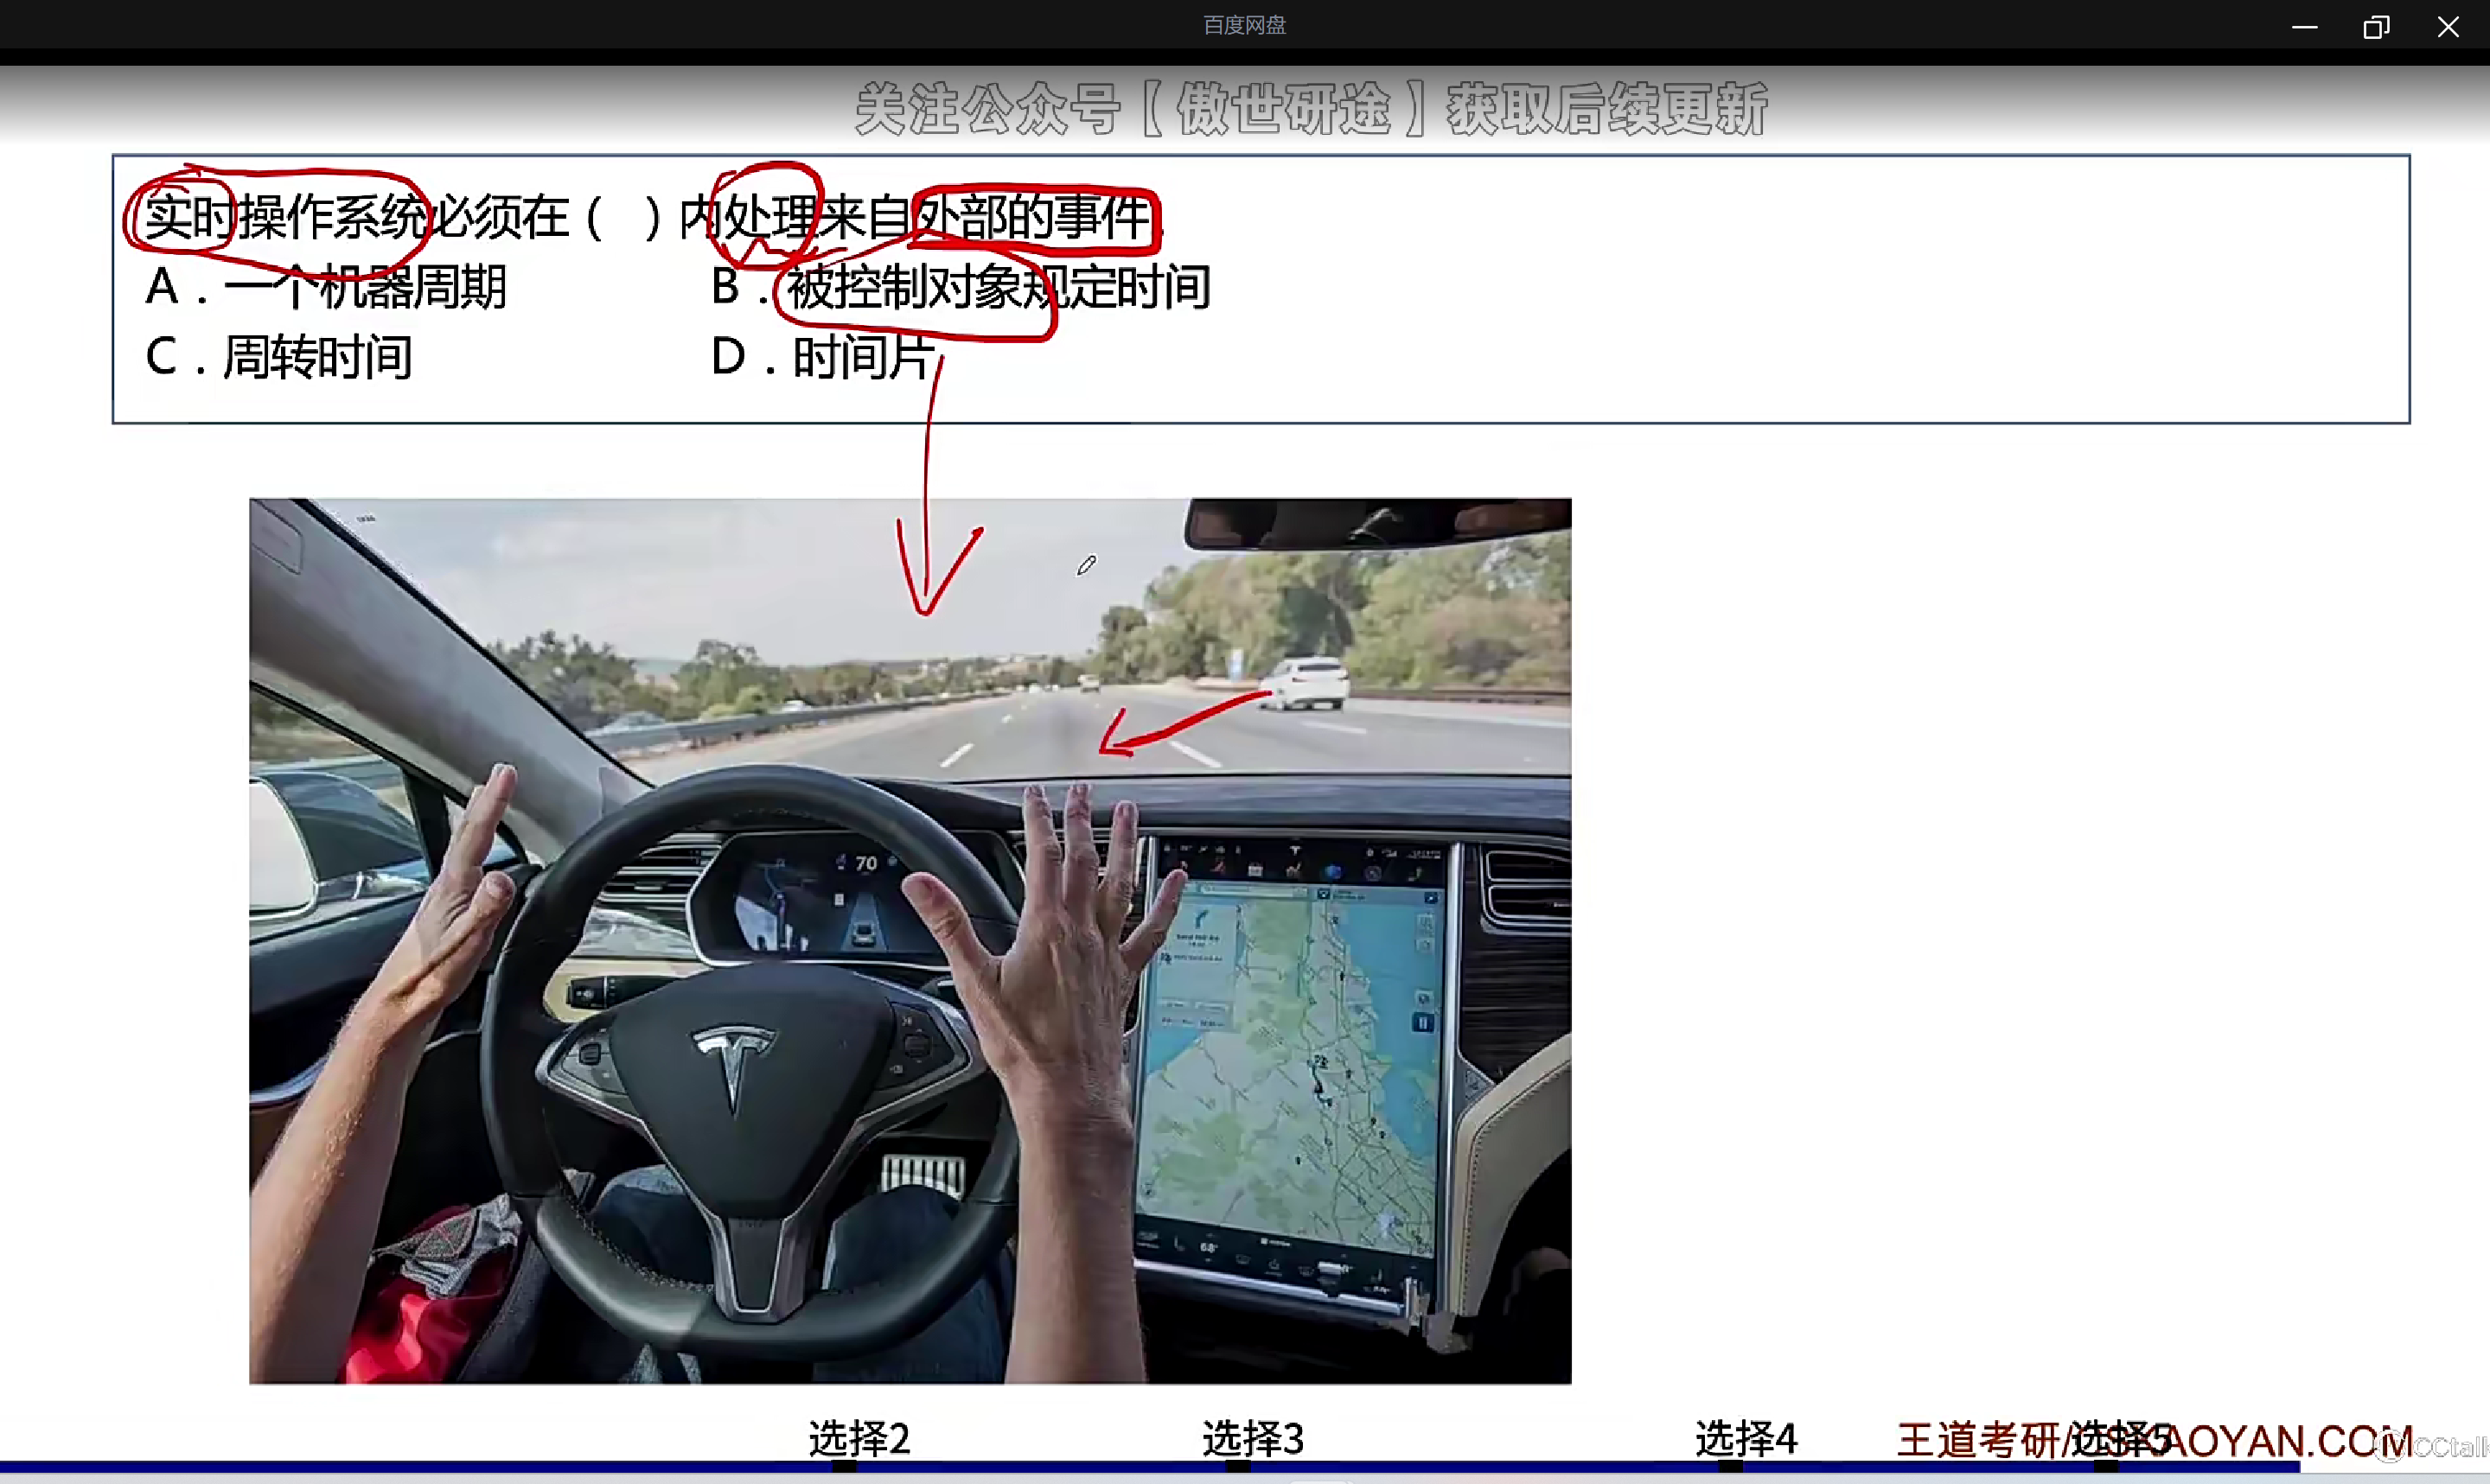 百度网盘
关注公众号【傲世研途】获取后续更新
实时操作系统必须在（ ）内处理来自外部的事件
A．一个机器周期 B．被控制对象规定时间
C．周转时间 D．时间片
70
68°
选择2 选择3 选择4 选择5
王道考研/CSKAOYAN.COM
CCtalk